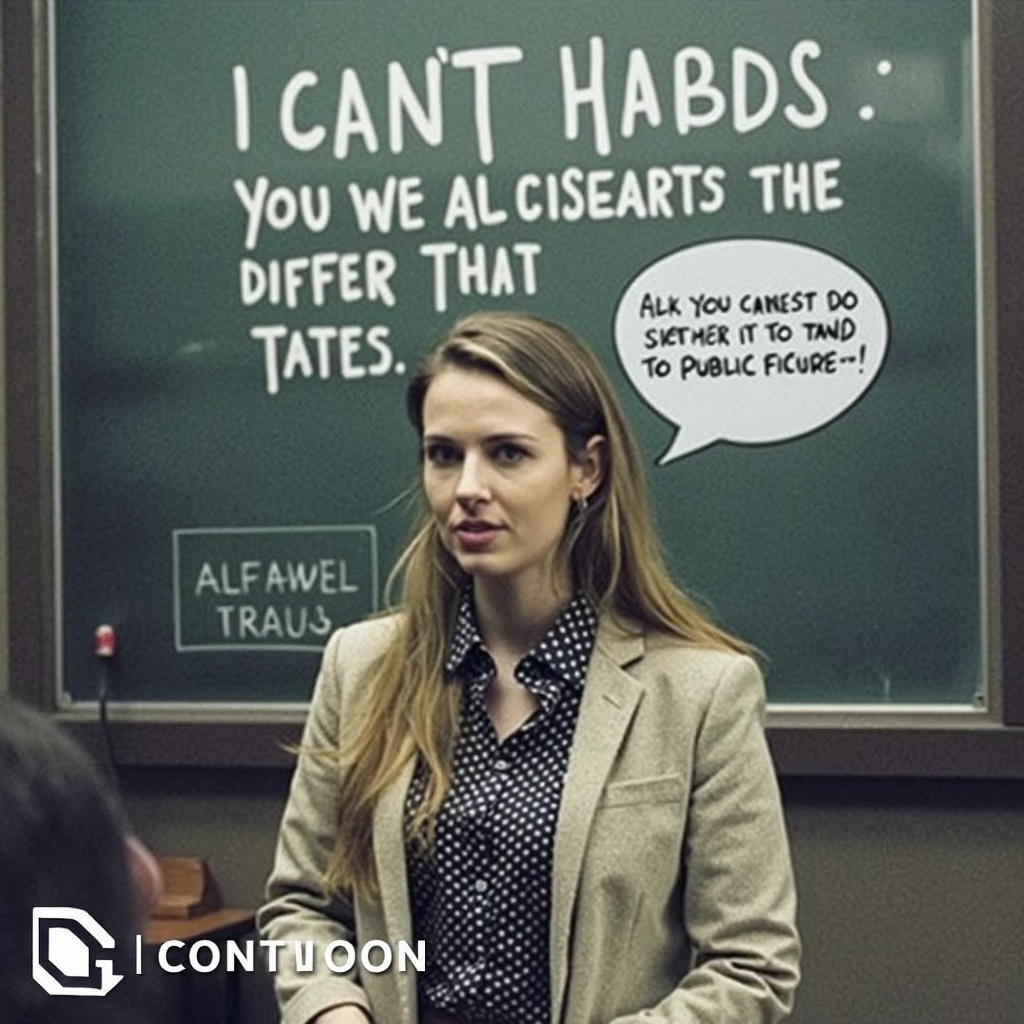 I CAN'T HABDS :
YOU WE AL CISEARTS THE
DIFFER THAT
TATES.
ALK YOU CANEST DO
SICTHER IT TO TAND
TO PUBLIC FICURE--!
ALFAWEL
TRAUS
CONTUOON